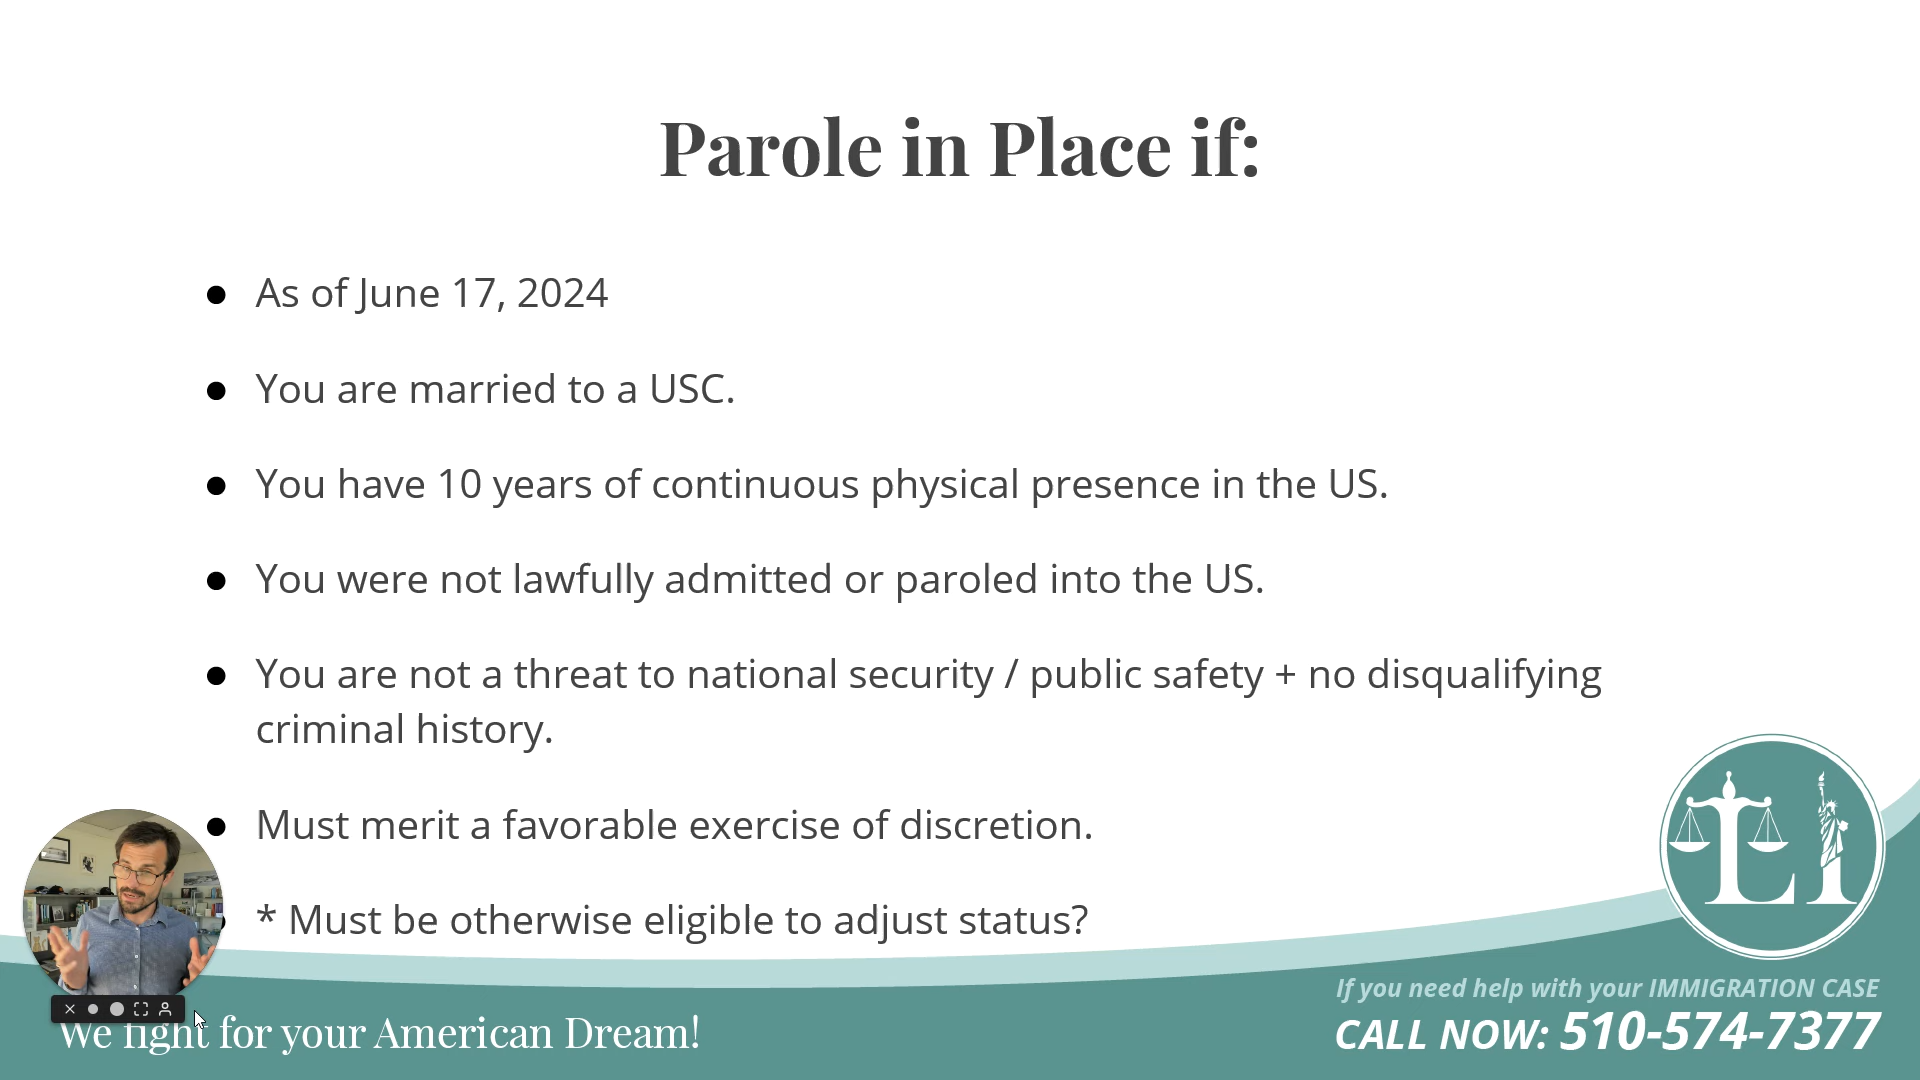 Parole in Place if:
As of June 17, 2024
You are married to a USC.
You have 10 years of continuous physical presence in the US.
You were not lawfully admitted or paroled into the US.
You are not a threat to national security / public safety + no disqualifying
criminal history.
Must merit a favorable exercise of discretion.
* Must be otherwise eligible to adjust status?
LI
If you need help with your IMMIGRATION CASE
CALL NOW: 510-574-7377
We fight for your American Dream!